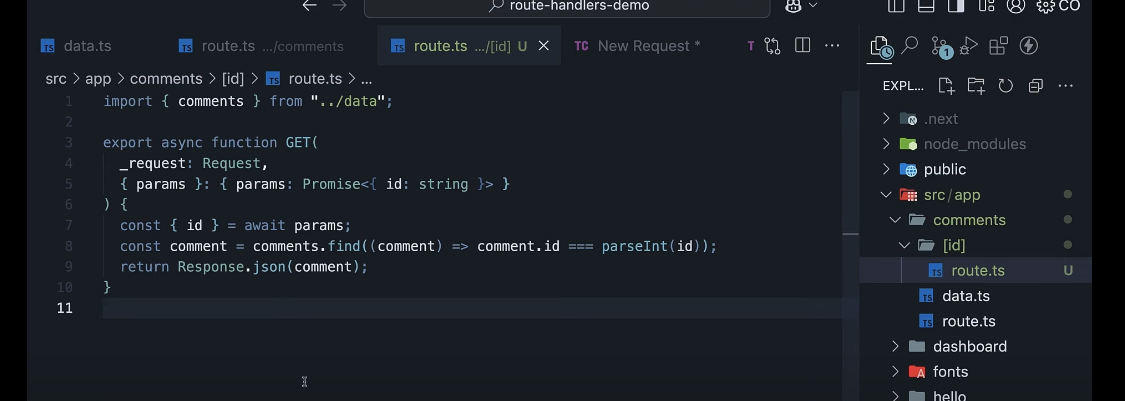 route-handlers-demo
CO
data.ts
route.ts .../comments
route.ts .../[id] U
TC New Request *
T
src > app > comments > [id] > TS route.ts > ...
EXPL...
1
1 import { comments } from "../data";
2
3 export async function GET(
4 _request: Request,
5 { params }: { params: Promise<{ id: string }> }
6 ) {
7 const { id } = await params;
8 const comment = comments.find((comment) => comment.id === parseInt(id));
9 return Response.json(comment);
10 }
11
.next
node_modules
public
src/app
comments
[id]
route.ts U
data.ts
route.ts
dashboard
fonts
hello